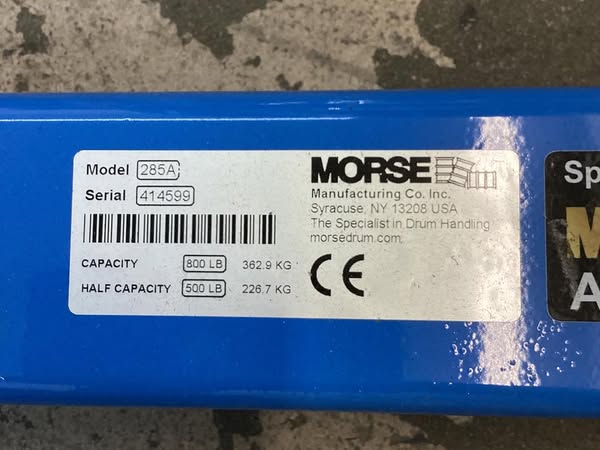 Model 285A
Serial 414599
CAPACITY 800 LB 362.9 KG
HALF CAPACITY 500 LB 226.7 KG
MORSE
Manufacturing Co. Inc.
Syracuse, NY 13208 USA
The Specialist in Drum Handling
morsedrum.com
CE
Sp
M
A